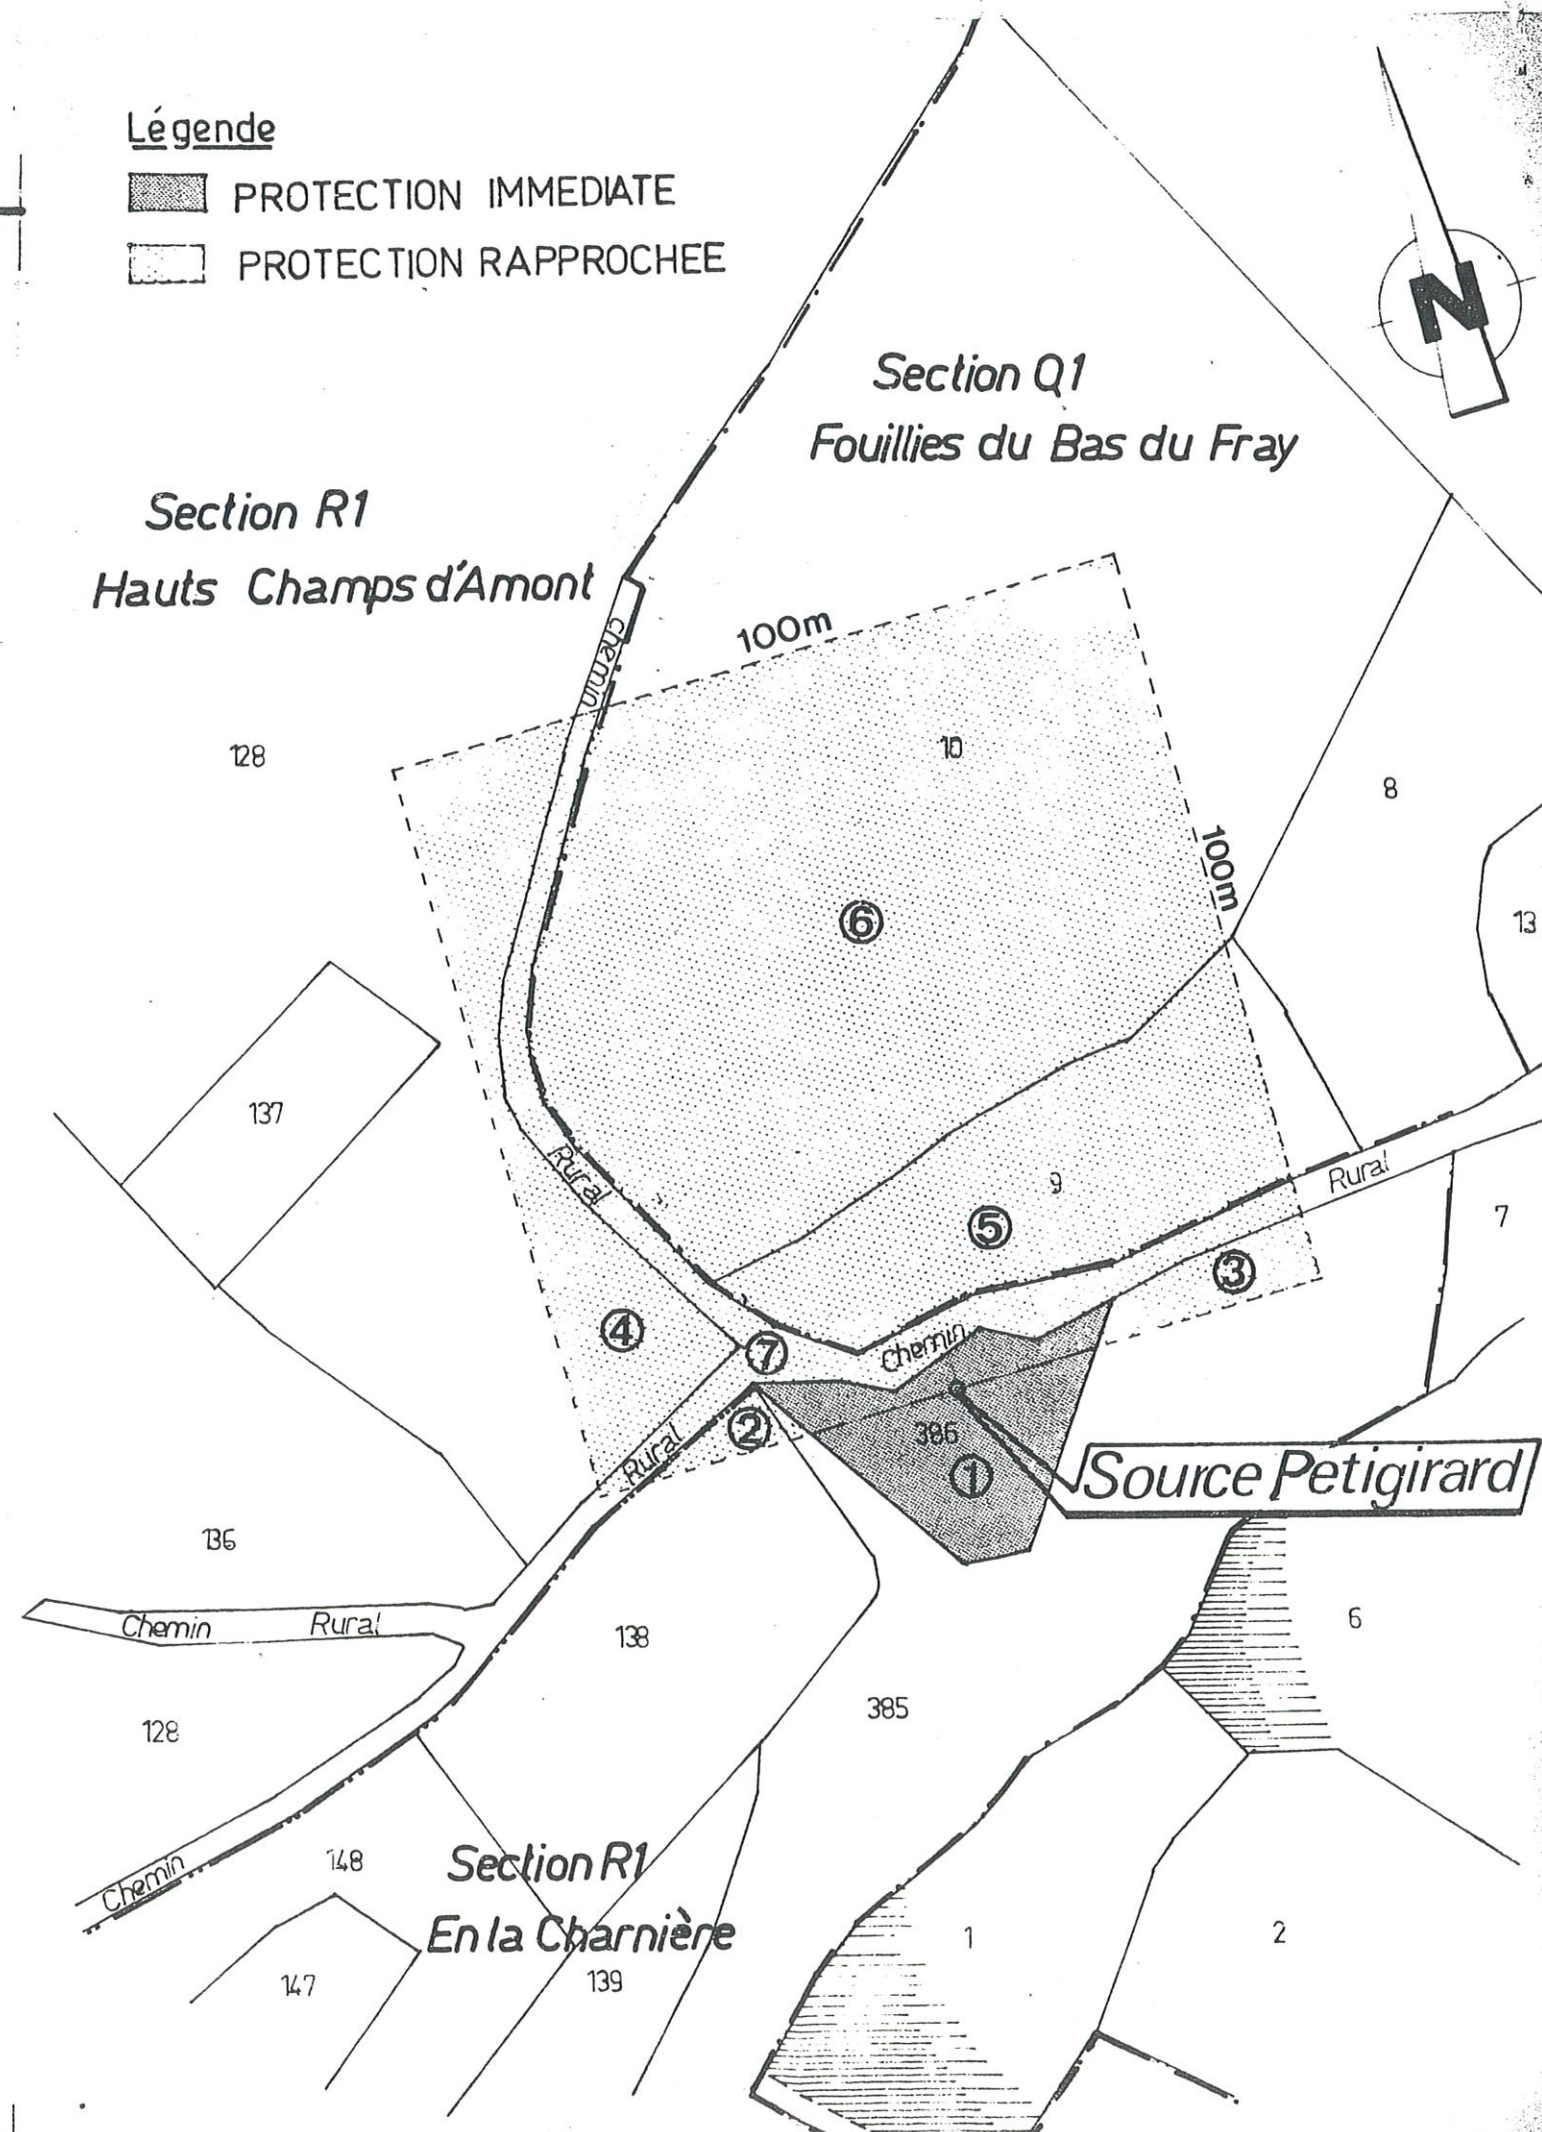 Légende
PROTECTION IMMEDIATE
PROTECTION RAPPROCHEE
N
Section Q1
Fouillies du Bas du Fray
Section R1
Hauts Champs d'Amont
chemin
100m
128
10
8
100m
6
13
137
Rural
9
Rural
7
5
3
4
7
Chemin
2
386
Rural
1
Source Petigirard
136
Chemin Rural
138
6
128
385
Chemin
148
Section R1
En la Charnière
1
2
147
139